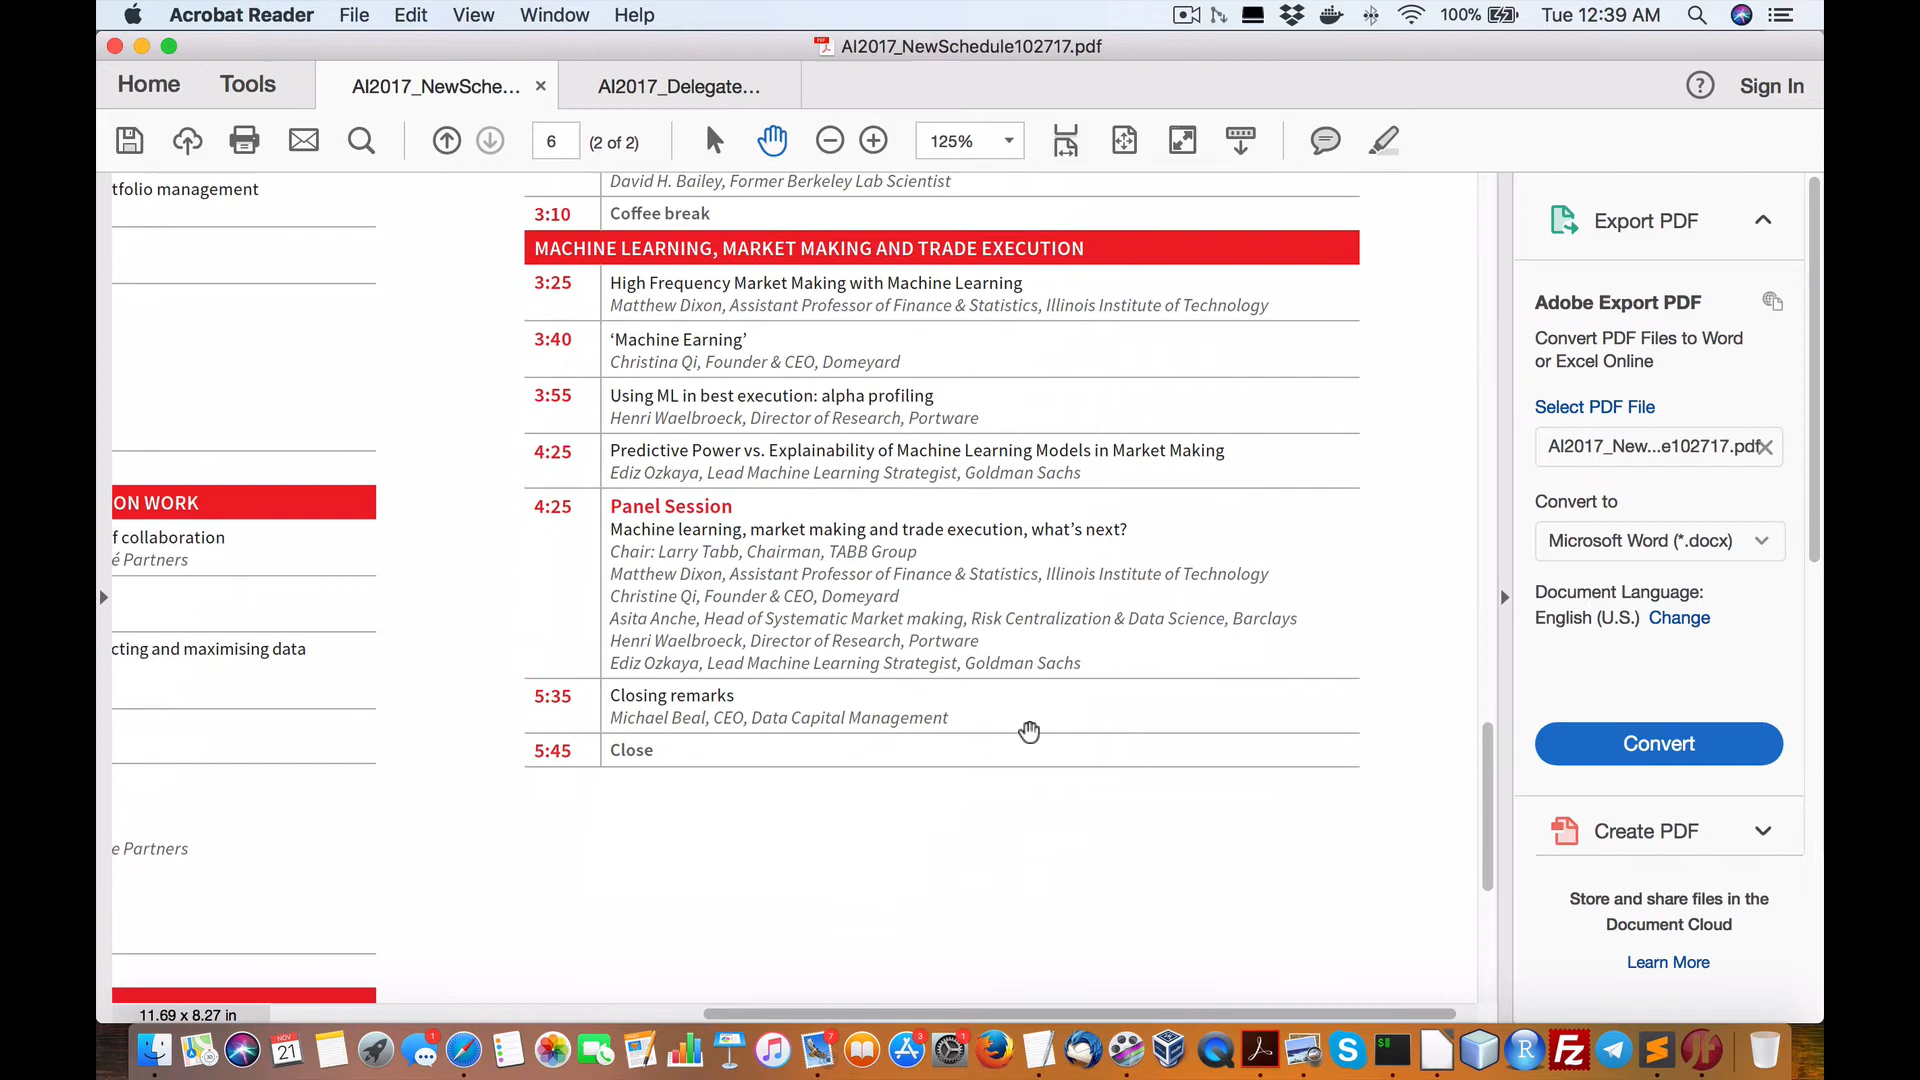 Acrobat Reader File Edit View Window Help 100% Tue 12:39 AM
AI2017_NewSchedule102717.pdf
Home Tools AI2017_NewSche... × AI2017_Delegate... ? Sign In
6 (2 of 2) 125%
tfolio management
ON WORK
f collaboration
é Partners
cting and maximising data
e Partners
11.69 x 8.27 in
David H. Bailey, Former Berkeley Lab Scientist
3:10 Coffee break
MACHINE LEARNING, MARKET MAKING AND TRADE EXECUTION
3:25 High Frequency Market Making with Machine Learning
Matthew Dixon, Assistant Professor of Finance & Statistics, Illinois Institute of Technology
3:40 ‘Machine Earning’
Christina Qi, Founder & CEO, Domeyard
3:55 Using ML in best execution: alpha profiling
Henri Waelbroeck, Director of Research, Portware
4:25 Predictive Power vs. Explainability of Machine Learning Models in Market Making
Ediz Ozkaya, Lead Machine Learning Strategist, Goldman Sachs
4:25 Panel Session
Machine learning, market making and trade execution, what’s next?
Chair: Larry Tabb, Chairman, TABB Group
Matthew Dixon, Assistant Professor of Finance & Statistics, Illinois Institute of Technology
Christine Qi, Founder & CEO, Domeyard
Asita Anche, Head of Systematic Market making, Risk Centralization & Data Science, Barclays
Henri Waelbroeck, Director of Research, Portware
Ediz Ozkaya, Lead Machine Learning Strategist, Goldman Sachs
5:35 Closing remarks
Michael Beal, CEO, Data Capital Management
5:45 Close
Export PDF
Adobe Export PDF
Convert PDF Files to Word
or Excel Online
Select PDF File
AI2017_New...e102717.pdf
Convert to
Microsoft Word (*.docx)
Document Language:
English (U.S.) Change
Convert
Create PDF
Store and share files in the
Document Cloud
Learn More
NOV
21
1
7
3
1
R
Fz